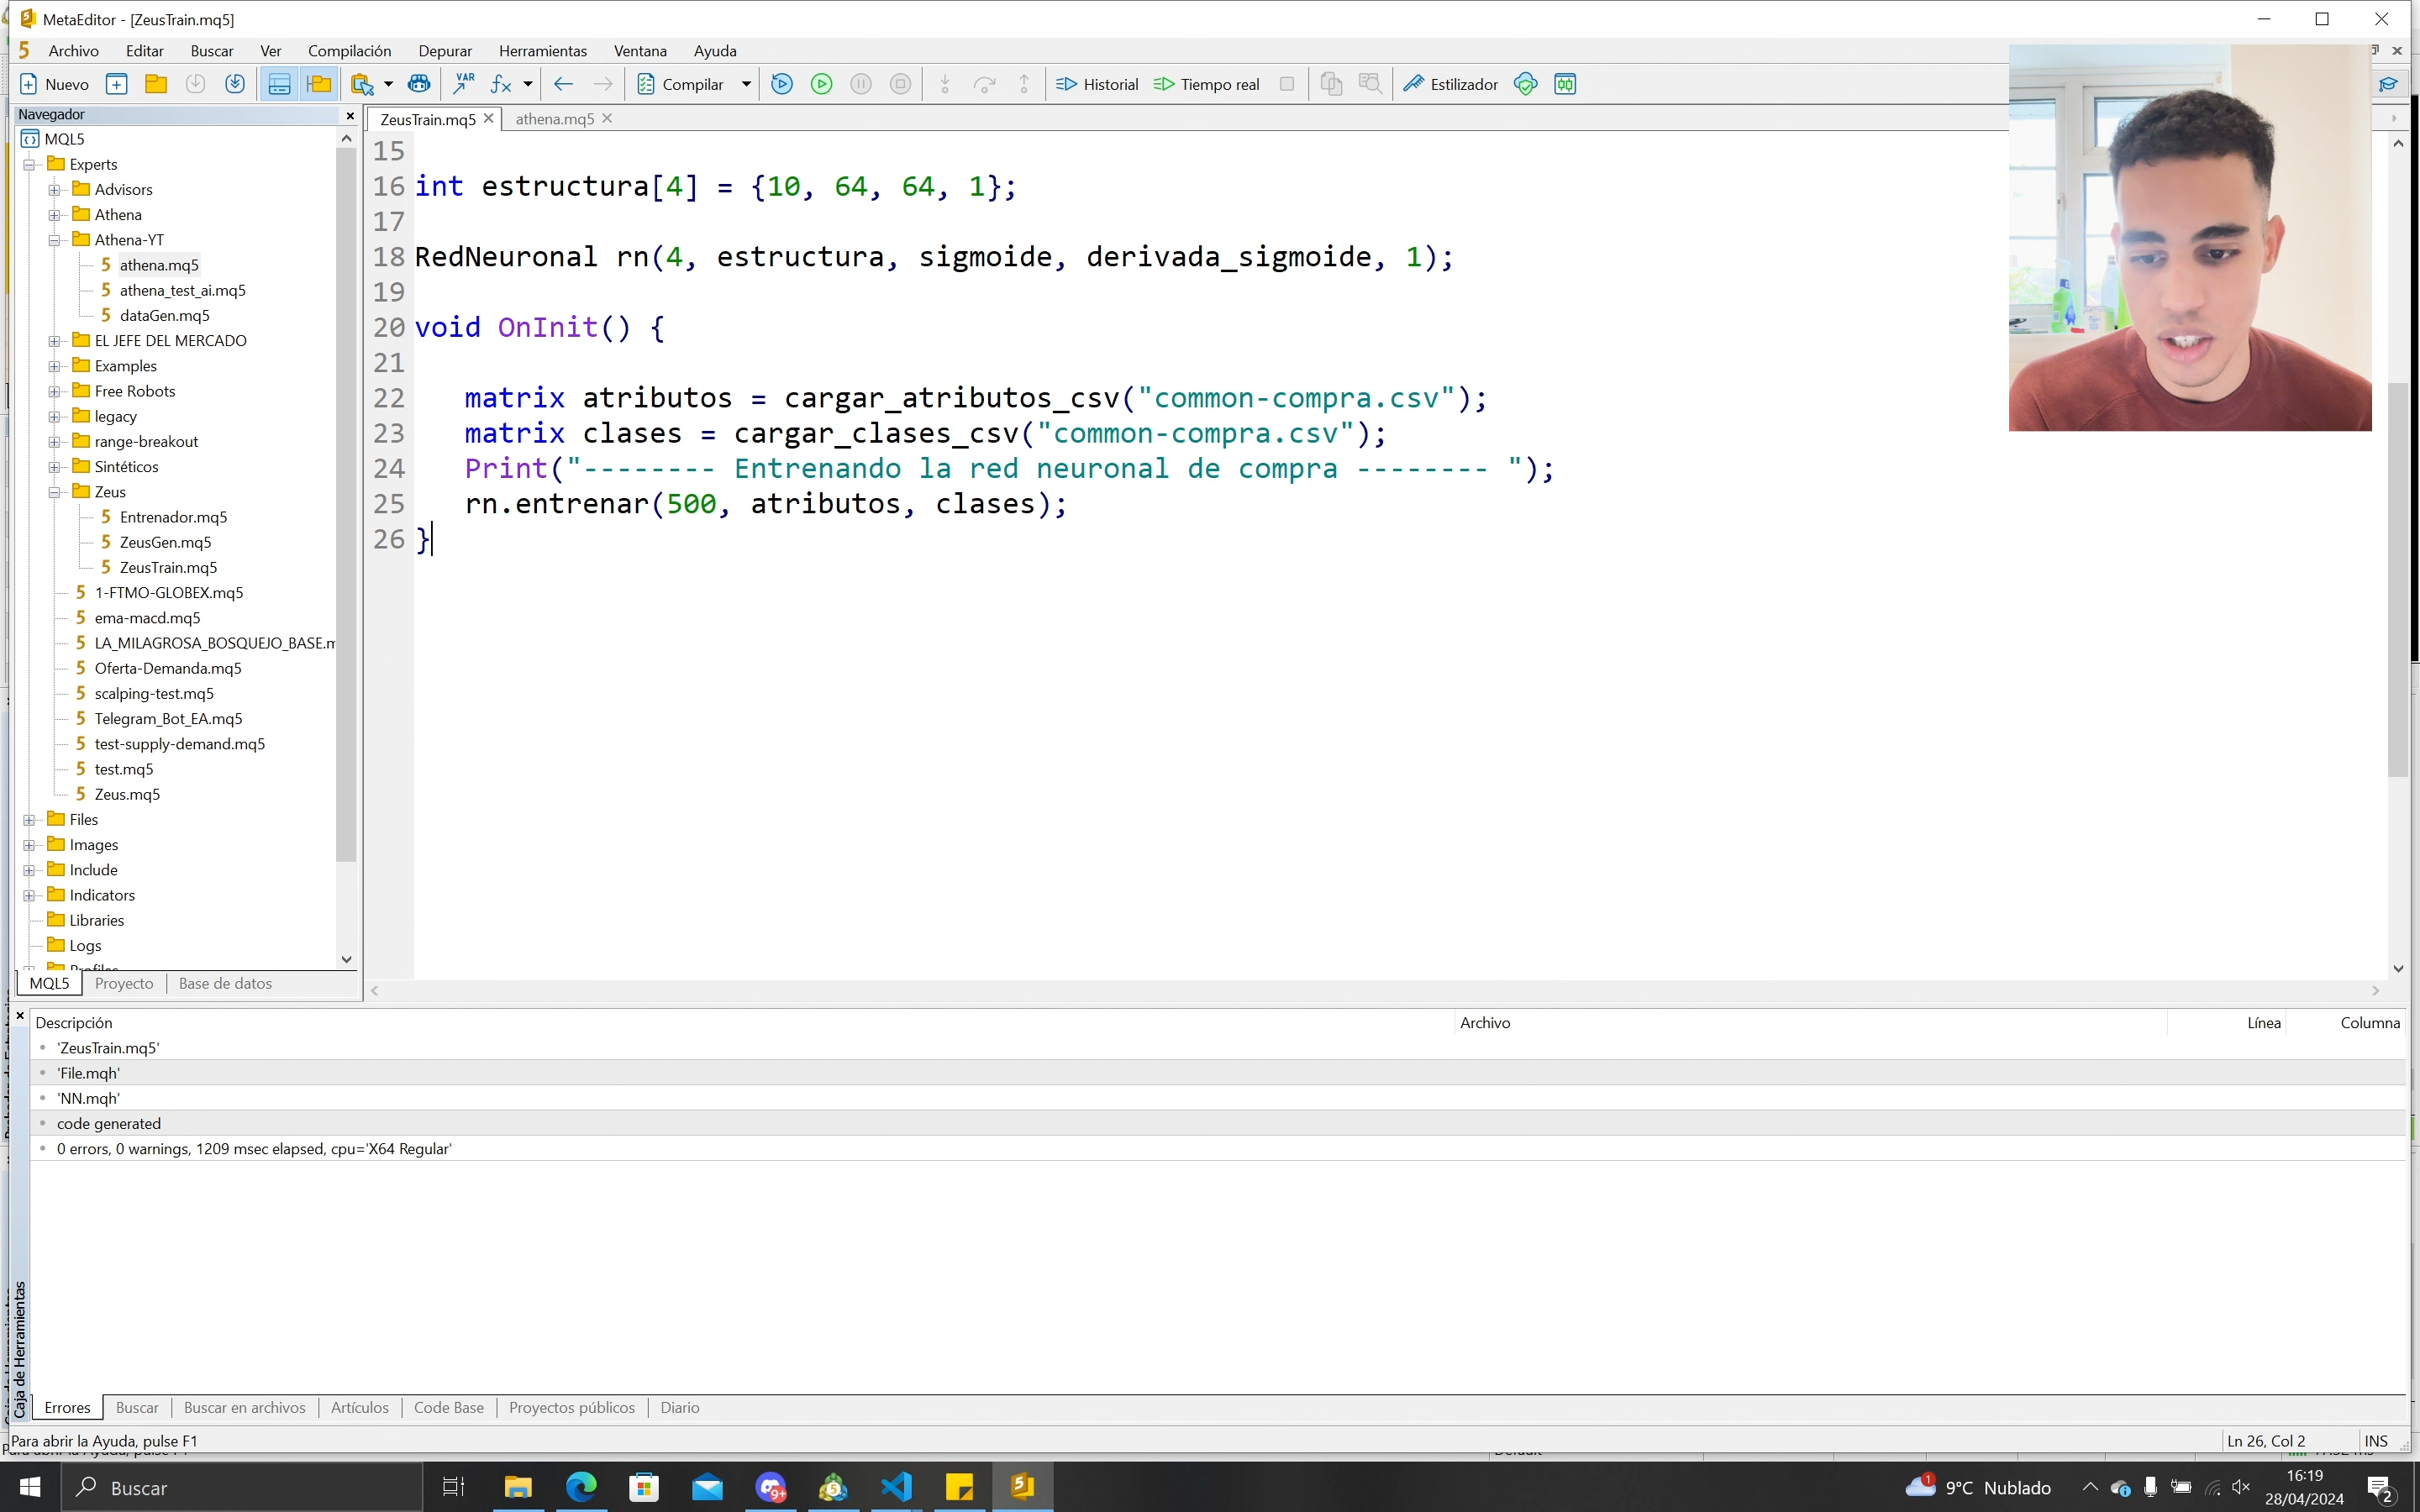 MetaEditor - [ZeusTrain.mq5]
Archivo Editar Buscar Ver Compilación Depurar Herramientas Ventana Ayuda
Nuevo VAR fx Compilar Historial Tiempo real Estilizador
Navegador
ZeusTrain.mq5 athena.mq5
MQL5
Experts
Advisors
Athena
Athena-YT
athena.mq5
athena_test_ai.mq5
dataGen.mq5
EL JEFE DEL MERCADO
Examples
Free Robots
legacy
range-breakout
Sintéticos
Zeus
Entrenador.mq5
ZeusGen.mq5
ZeusTrain.mq5
1-FTMO-GLOBEX.mq5
ema-macd.mq5
LA_MILAGROSA_BOSQUEJO_BASE.m
Oferta-Demanda.mq5
scalping-test.mq5
Telegram_Bot_EA.mq5
test-supply-demand.mq5
test.mq5
Zeus.mq5
Files
Images
Include
Indicators
Libraries
Logs
Profiles
MQL5 Proyecto Base de datos
15
16 int estructura[4] = {10, 64, 64, 1};
17
18 RedNeuronal rn(4, estructura, sigmoide, derivada_sigmoide, 1);
19
20 void OnInit() {
21
22 matrix atributos = cargar_atributos_csv("common-compra.csv");
23 matrix clases = cargar_clases_csv("common-compra.csv");
24 Print("-------- Entrenando la red neuronal de compra -------- ");
25 rn.entrenar(500, atributos, clases);
26 }
Descripción Archivo Línea Columna
'ZeusTrain.mq5'
'File.mqh'
'NN.mqh'
code generated
0 errors, 0 warnings, 1209 msec elapsed, cpu='X64 Regular'
Caja de Herramientas
Errores Buscar Buscar en archivos Artículos Code Base Proyectos públicos Diario
Para abrir la Ayuda, pulse F1 Ln 26, Col 2 INS
Buscar 9+ 1 9°C Nublado 16:19
28/04/2024 2